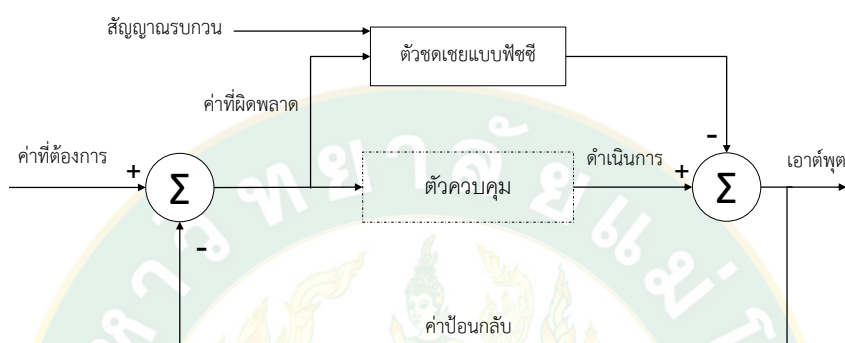 สัญญาณรบกวน
ตัวชดเชยแบบฟัซซี
ค่าที่ผิดพลาด
ค่าที่ต้องการ
+
Σ
-
ตัวควบคุม
ดำเนินการ
+
-
Σ
เอาต์พุต
ค่าป้อนกลับ